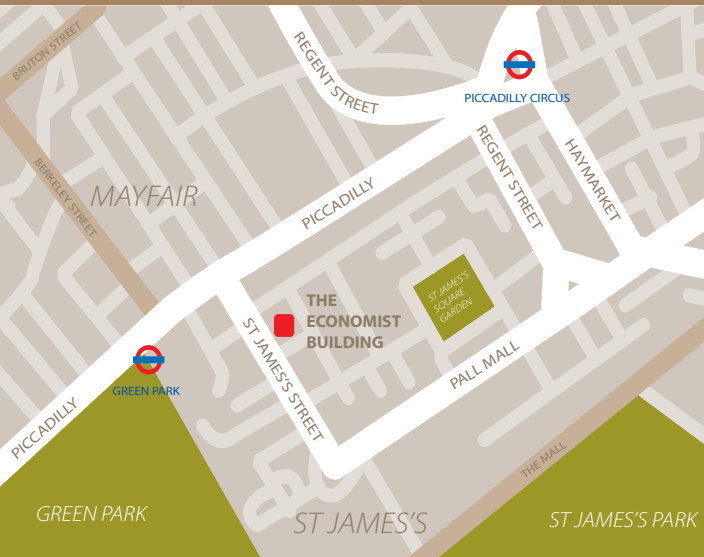 BRUTON STREET
REGENT STREET
PICCADILLY CIRCUS
REGENT STREET
HAYMARKET
BERKELEY STREET
MAYFAIR
PICCADILLY
ST JAMES'S
SQUARE
GARDEN
THE
ECONOMIST
BUILDING
ST JAMES'S STREET
PALL MALL
GREEN PARK
PICCADILLY
THE MALL
GREEN PARK
ST JAMES'S
ST JAMES'S PARK